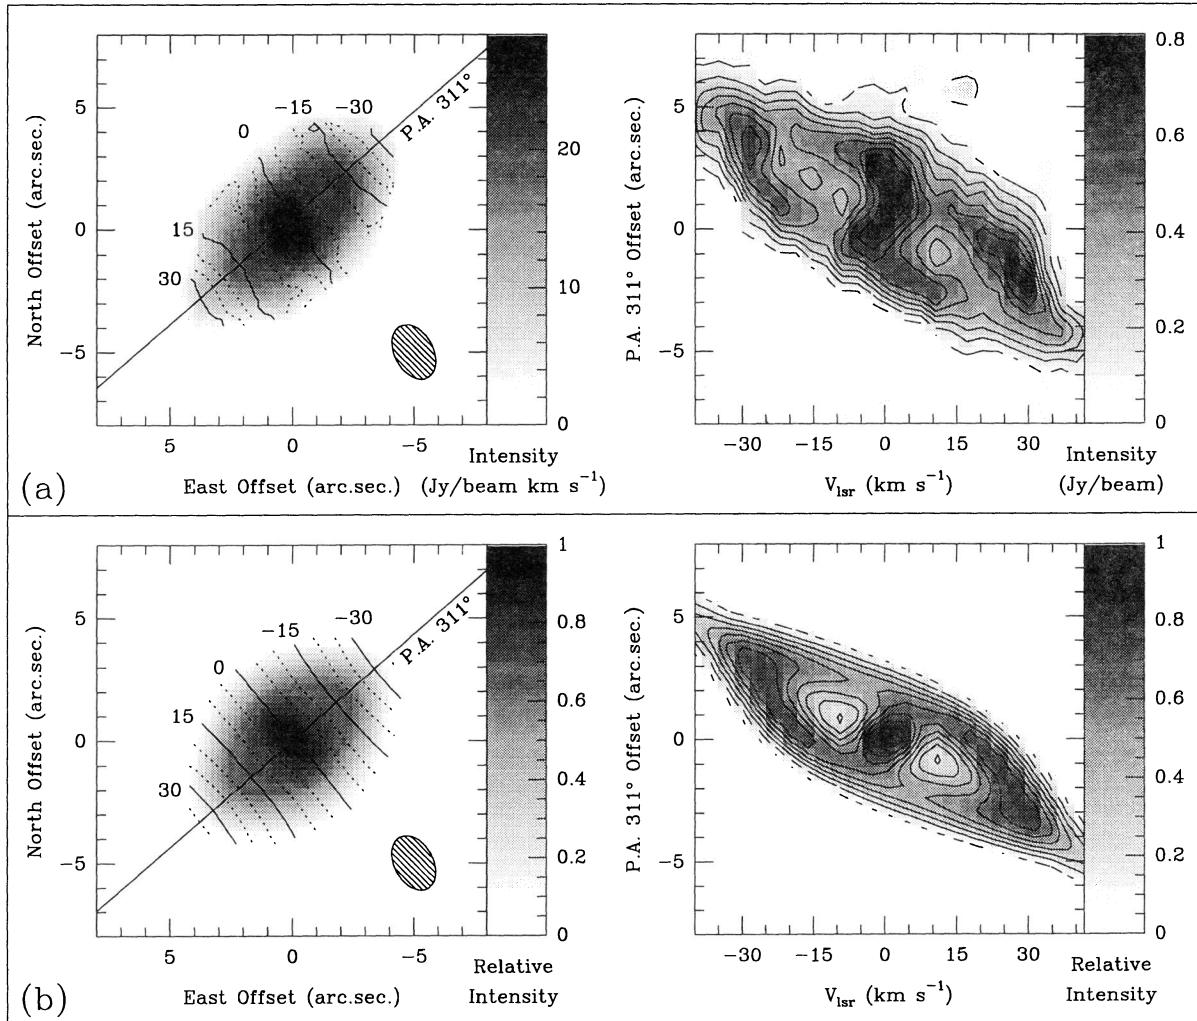 −15 −30
0
P.A. 311°
15
30
5
0
−5
North Offset (arc.sec.)
5 0 −5
East Offset (arc.sec.)
20
10
0
Intensity
(Jy/beam km s⁻¹)
(a)
5
0
−5
P.A. 311° Offset (arc.sec.)
−30 −15 0 15 30
V_lsr (km s⁻¹)
0.8
0.6
0.4
0.2
0
Intensity
(Jy/beam)
−30
−15
0
P.A. 311°
15
30
5
0
−5
North Offset (arc.sec.)
5 0 −5
East Offset (arc.sec.)
1
0.8
0.6
0.4
0.2
0
Relative
Intensity
(b)
5
0
−5
P.A. 311° Offset (arc.sec.)
−30 −15 0 15 30
V_lsr (km s⁻¹)
1
0.8
0.6
0.4
0.2
0
Relative
Intensity